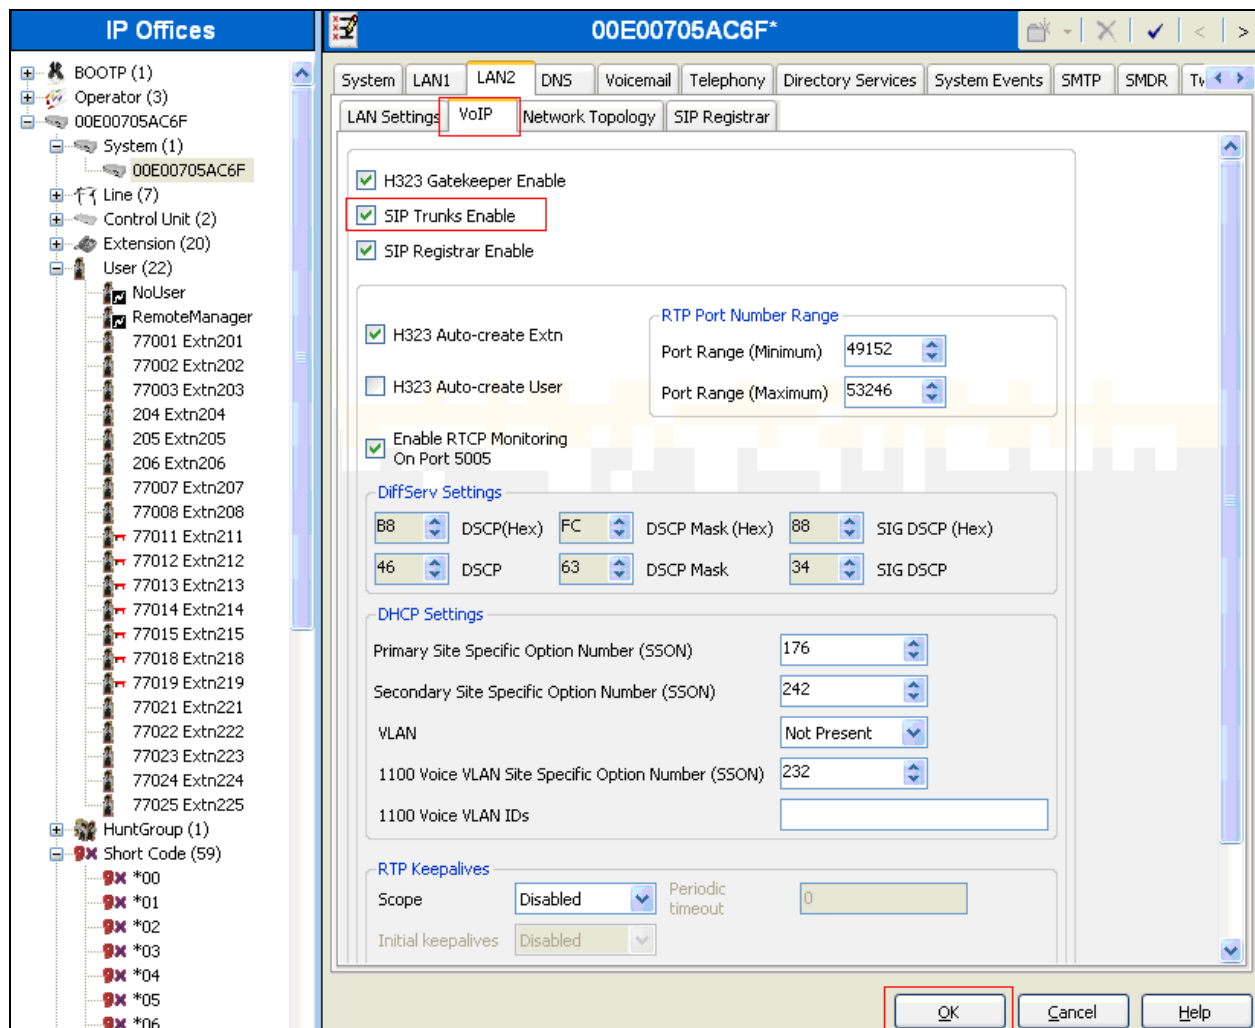 IP Offices
BOOTP (1)
Operator (3)
00E00705AC6F
System (1)
00E00705AC6F
Line (7)
Control Unit (2)
Extension (20)
User (22)
NoUser
RemoteManager
77001 Extn201
77002 Extn202
77003 Extn203
204 Extn204
205 Extn205
206 Extn206
77007 Extn207
77008 Extn208
77011 Extn211
77012 Extn212
77013 Extn213
77014 Extn214
77015 Extn215
77018 Extn218
77019 Extn219
77021 Extn221
77022 Extn222
77023 Extn223
77024 Extn224
77025 Extn225
HuntGroup (1)
Short Code (59)
*00
*01
*02
*03
*04
*05
*06
00E00705AC6F*
System LAN1 LAN2 DNS Voicemail Telephony Directory Services System Events SMTP SMDR
LAN Settings VoIP Network Topology SIP Registrar
H323 Gatekeeper Enable
SIP Trunks Enable
SIP Registrar Enable
H323 Auto-create Extn
H323 Auto-create User
RTP Port Number Range
Port Range (Minimum) 49152
Port Range (Maximum) 53246
Enable RTCP Monitoring
On Port 5005
DiffServ Settings
B8 DSCP(Hex) FC DSCP Mask (Hex) 88 SIG DSCP (Hex)
46 DSCP 63 DSCP Mask 34 SIG DSCP
DHCP Settings
Primary Site Specific Option Number (SSON) 176
Secondary Site Specific Option Number (SSON) 242
VLAN Not Present
1100 Voice VLAN Site Specific Option Number (SSON) 232
1100 Voice VLAN IDs
RTP Keepalives
Scope Disabled Periodic timeout 0
Initial keepalives Disabled
OK Cancel Help